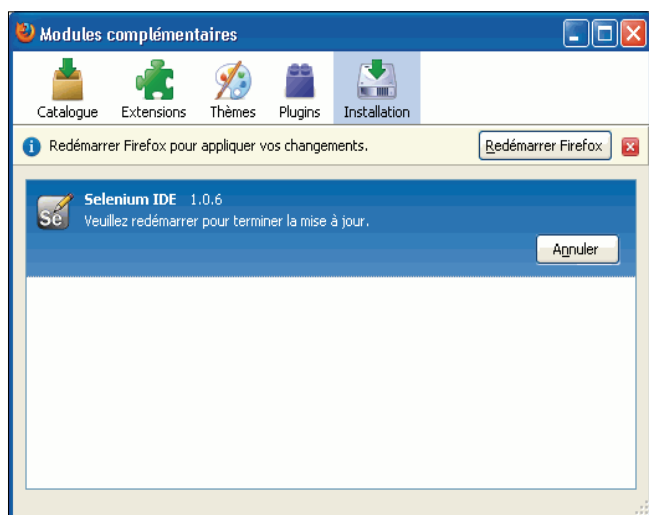 Modules complémentaires
Catalogue Extensions Thèmes Plugins Installation
Redémarrer Firefox pour appliquer vos changements. Redémarrer Firefox
Selenium IDE 1.0.6
Se Veuillez redémarrer pour terminer la mise à jour.
Annuler